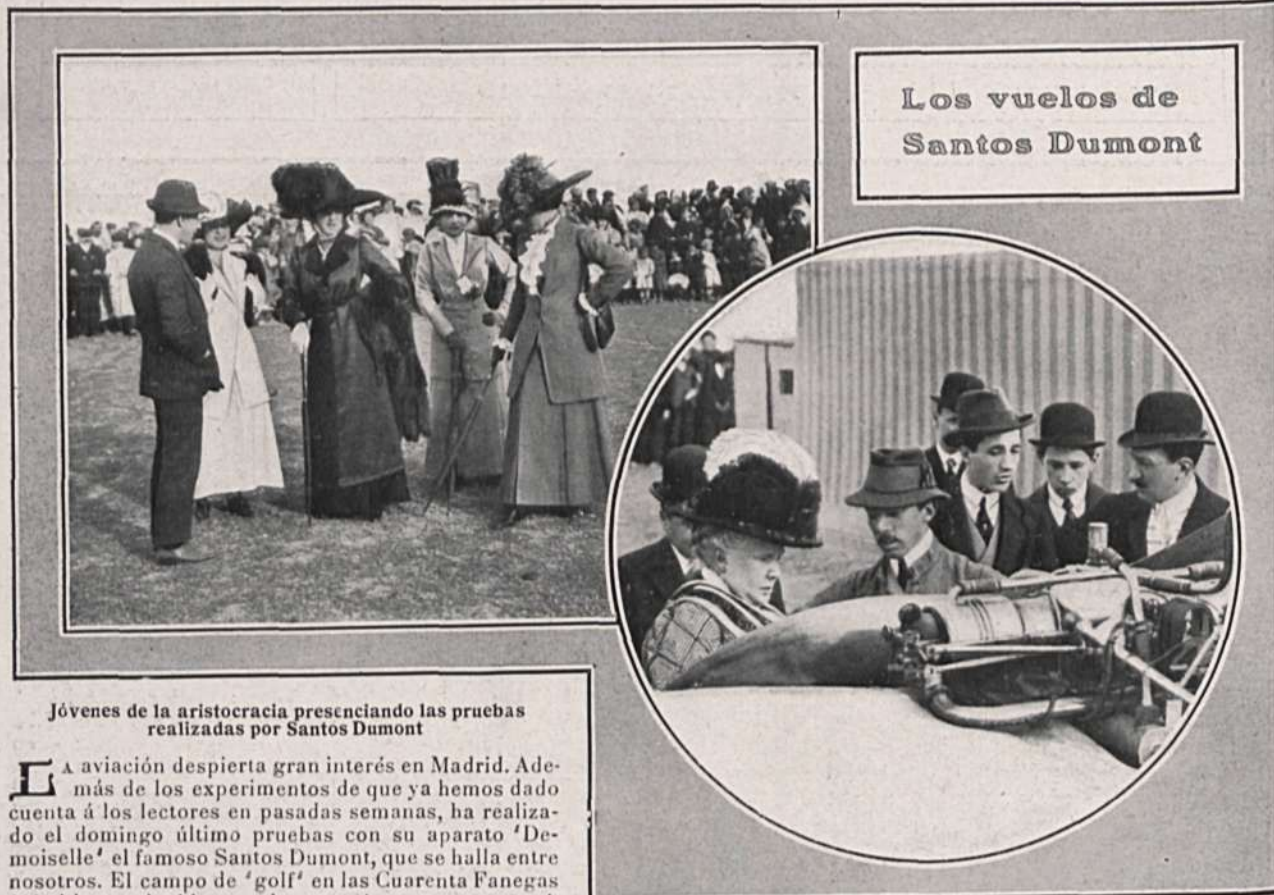 Los vuelos de
Santos Dumont
Jóvenes de la aristocracia presenciando las pruebas
realizadas por Santos Dumont
LA aviación despierta gran interés en Madrid. Ade-
más de los experimentos de que ya hemos dado
cuenta á los lectores en pasadas semanas, ha realiza-
do el domingo último pruebas con su aparato 'De-
moiselle' el famoso Santos Dumont, que se halla entre
nosotros. El campo de 'golf' en las Cuarenta Fanegas